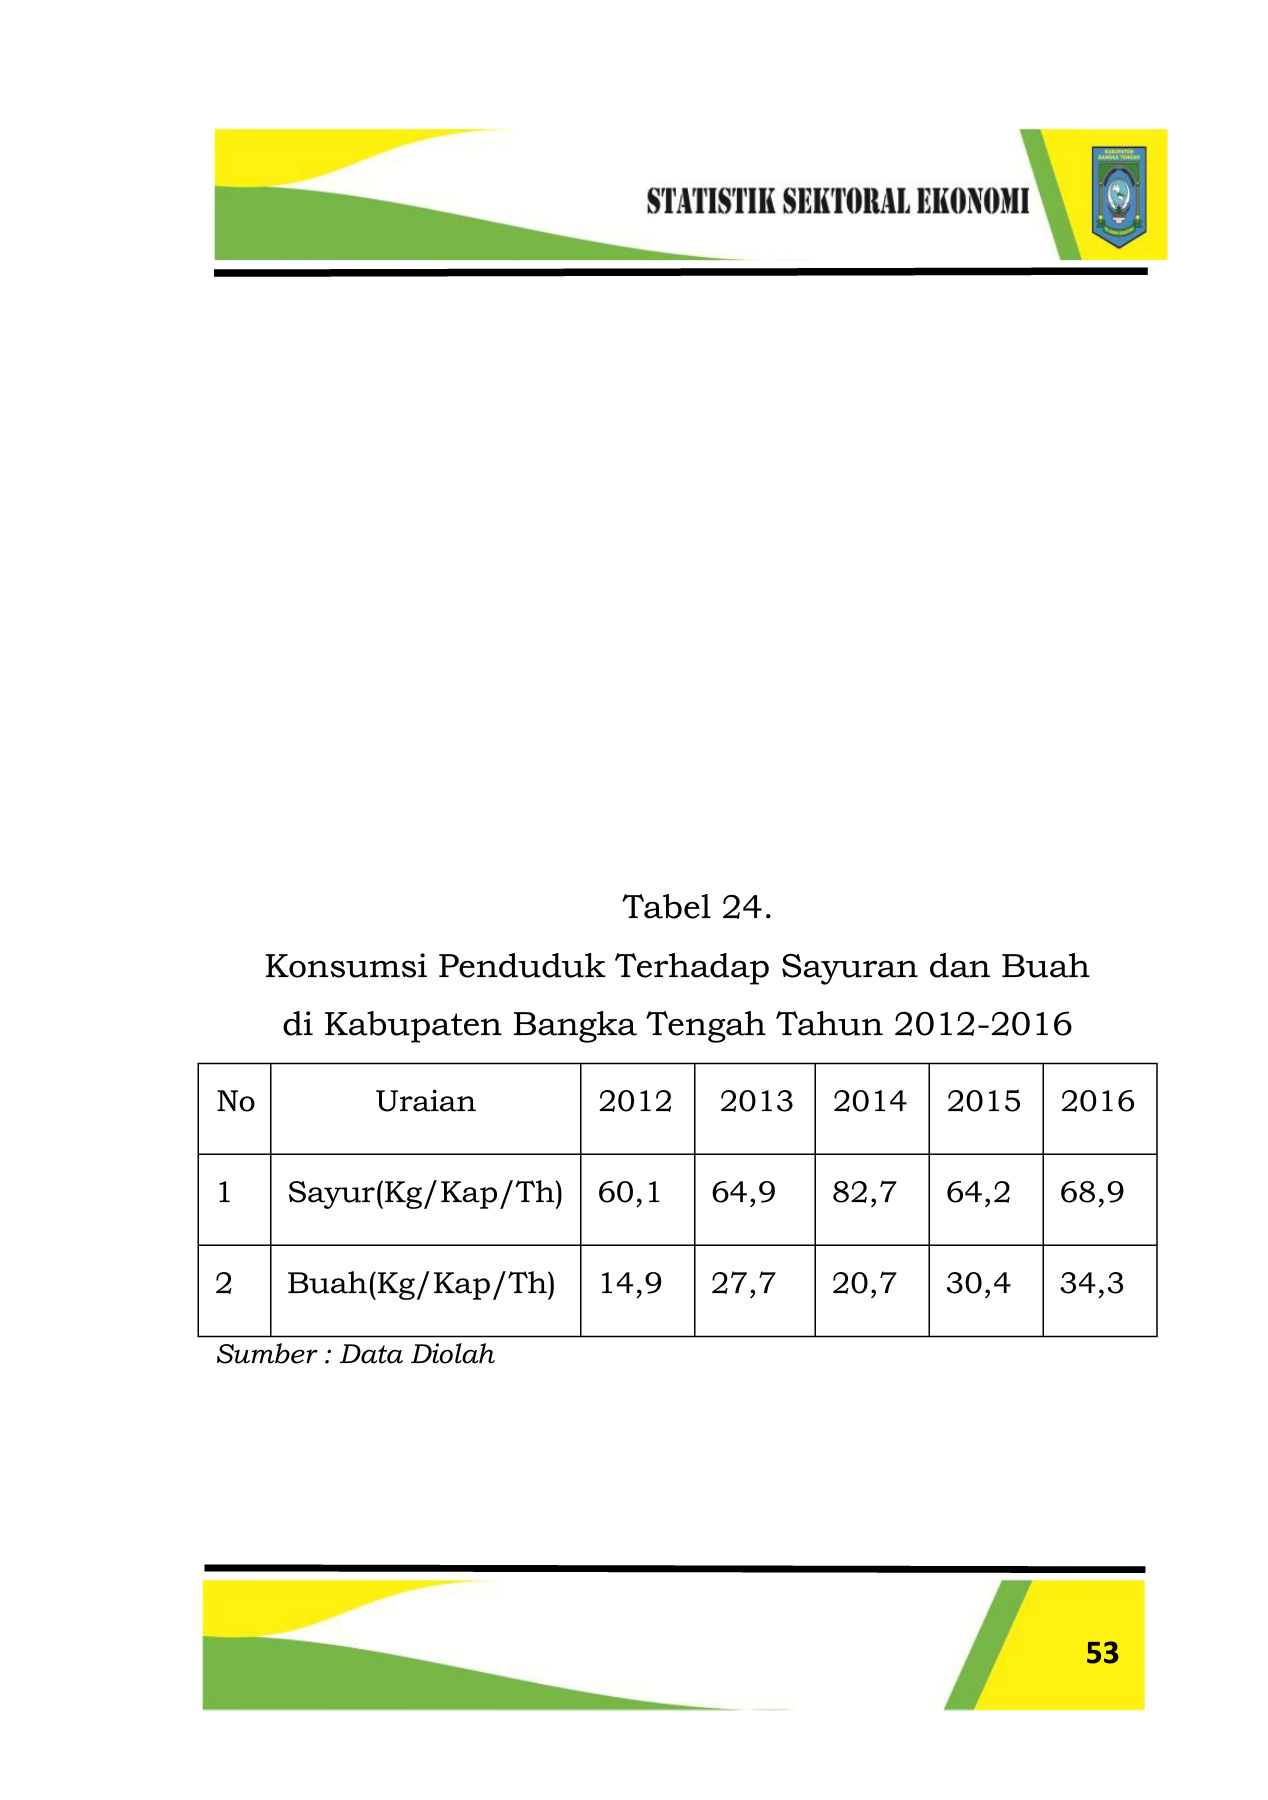 STATISTIK SEKTORAL EKONOMI
KABUPATEN
BANGKA TENGAH
Tabel 24.
Konsumsi Penduduk Terhadap Sayuran dan Buah
di Kabupaten Bangka Tengah Tahun 2012-2016
No Uraian 2012 2013 2014 2015 2016
1 Sayur(Kg/Kap/Th) 60,1 64,9 82,7 64,2 68,9
2 Buah(Kg/Kap/Th) 14,9 27,7 20,7 30,4 34,3
Sumber : Data Diolah
53